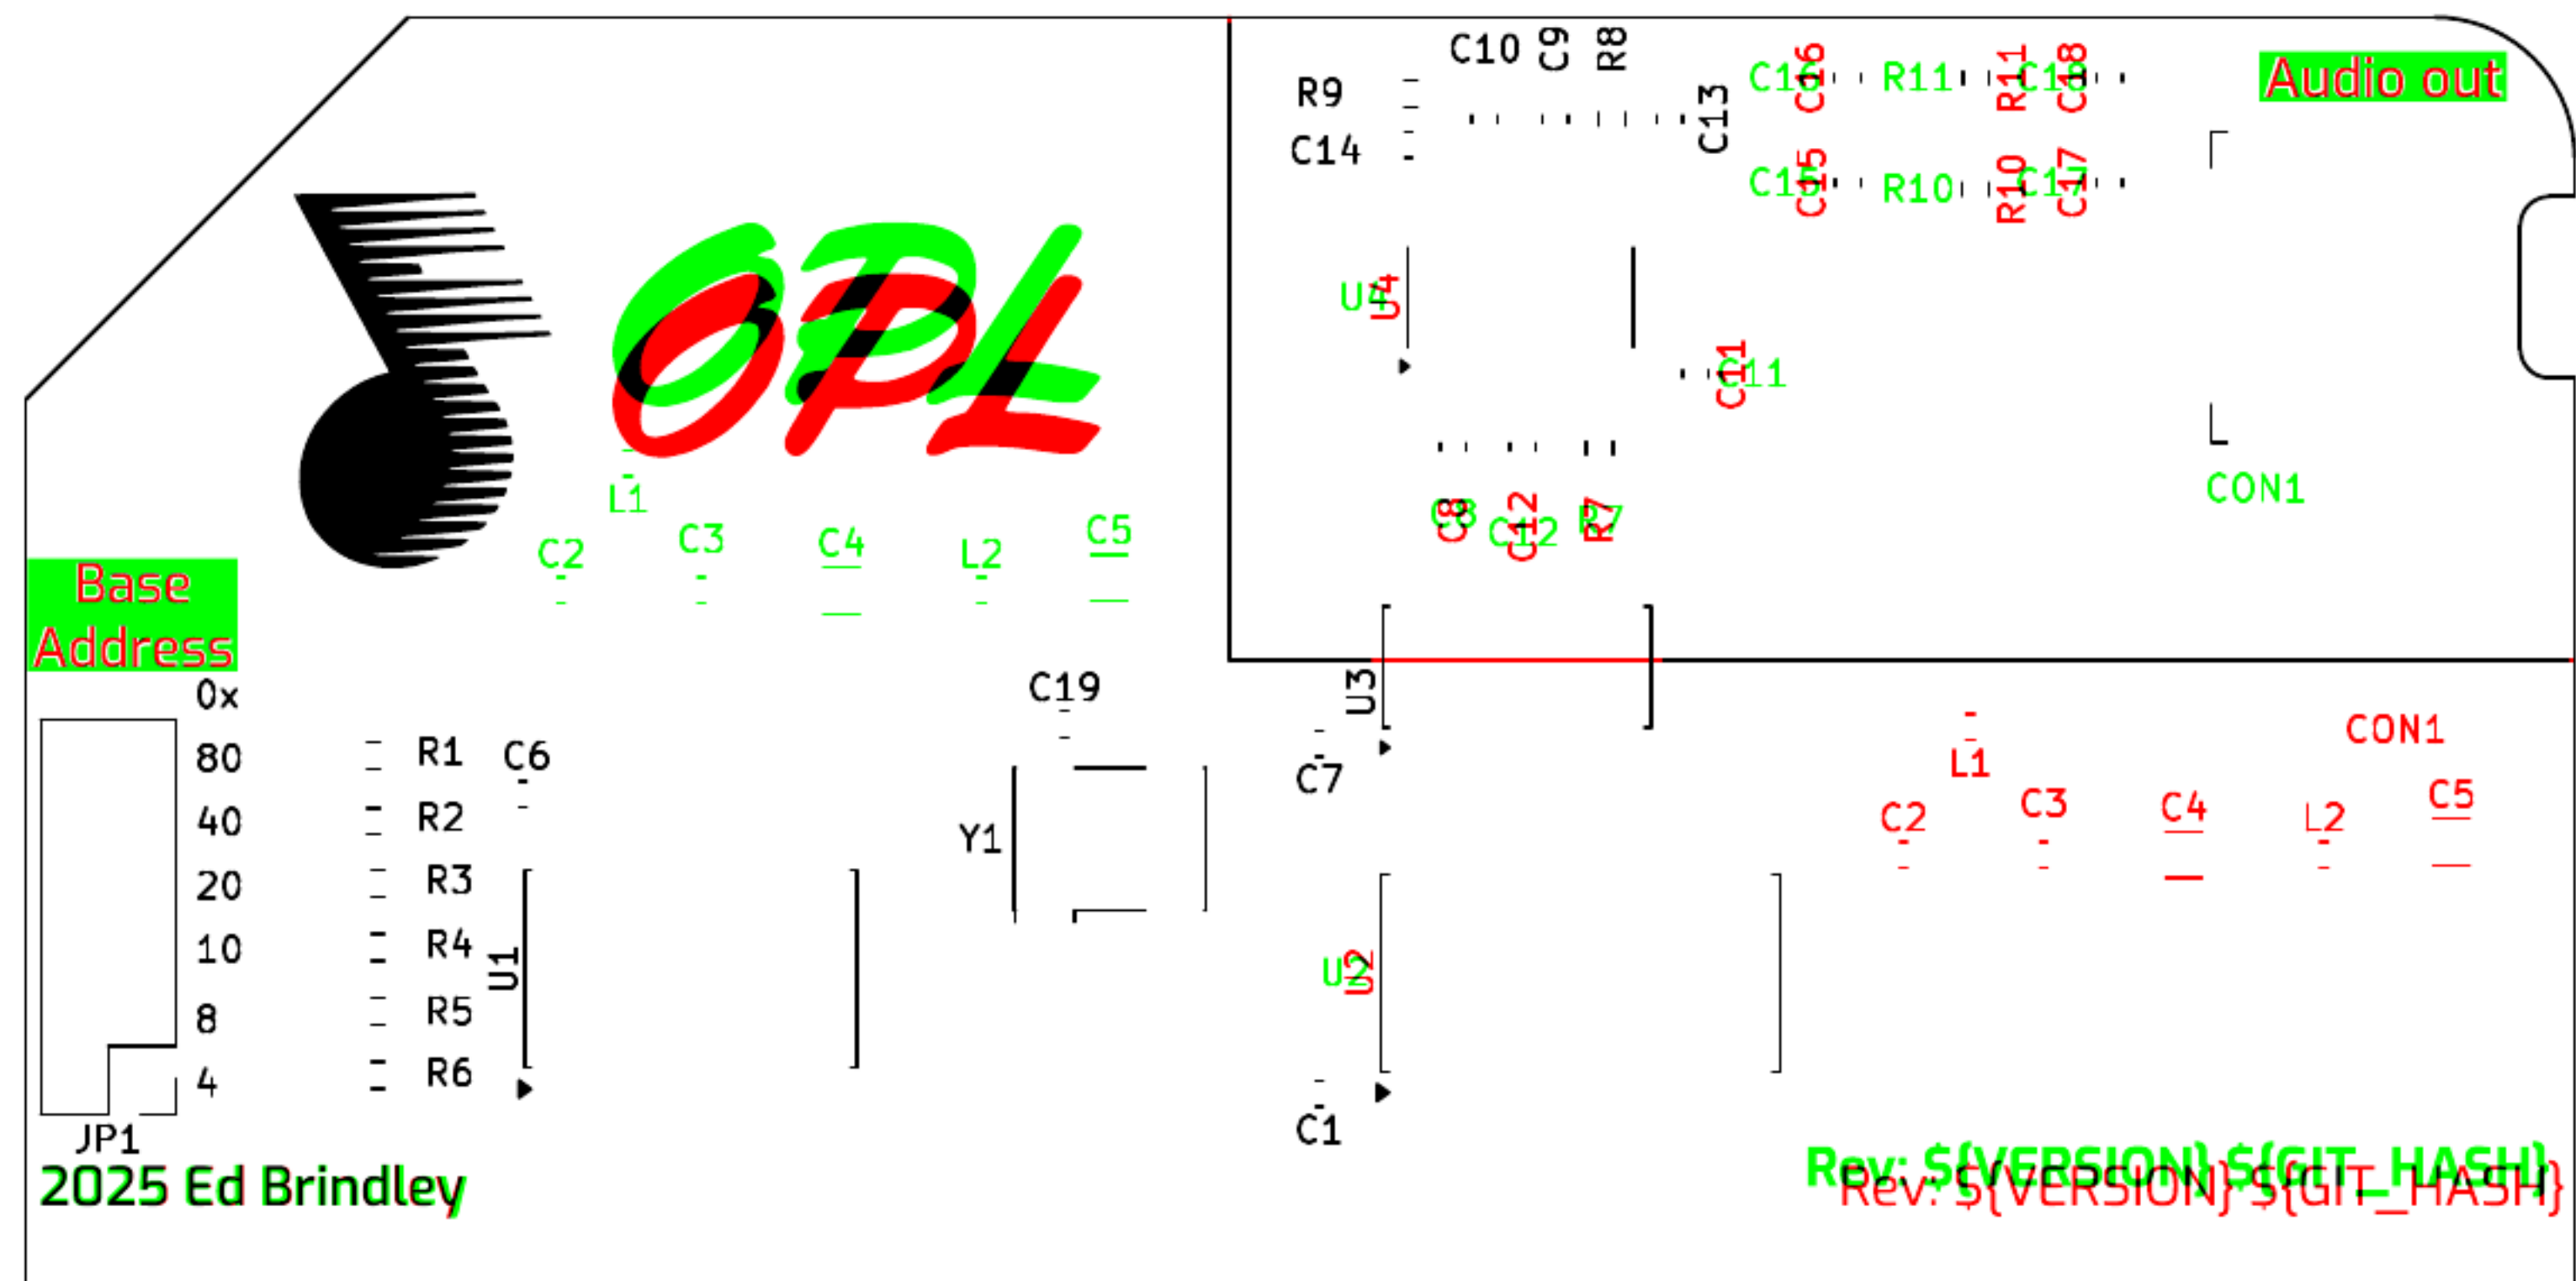 C10
C9
R8
R9
C14
C13
C16
C16
R11
R11
C18
C18
Audio out
C15
C15
R10
R10
C17
C17
OPL
OPL
U4
U4
C11
C11
L1
C2
C3
C4
L2
C5
C8
C8
C12
C12
R7
R7
CON1
Base
Address
0x
80
40
20
10
8
4
JP1
R1
R2
R3
R4
R5
R6
C6
U1
C19
Y1
U3
C7
U2
U2
C1
CON1
L1
C2
C3
C4
L2
C5
2025 Ed Brindley
Rev: ${VERSION} ${GIT_HASH}
Rev: ${VERSION} ${GIT_HASH}